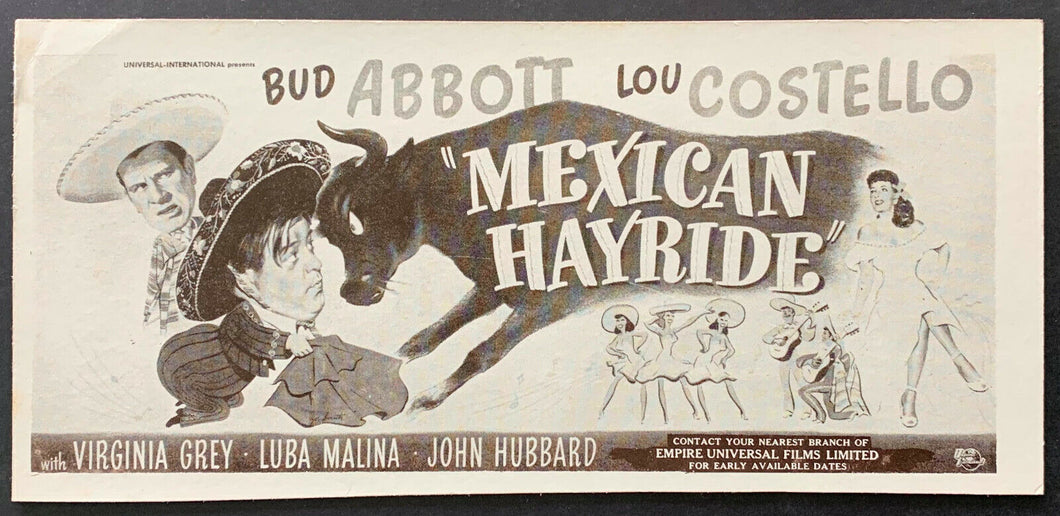 UNIVERSAL-INTERNATIONAL presents
BUD ABBOTT LOU COSTELLO
"MEXICAN
HAYRIDE"
with VIRGINIA GREY · LUBA MALINA · JOHN HUBBARD
CONTACT YOUR NEAREST BRANCH OF
EMPIRE UNIVERSAL FILMS LIMITED
FOR EARLY AVAILABLE DATES